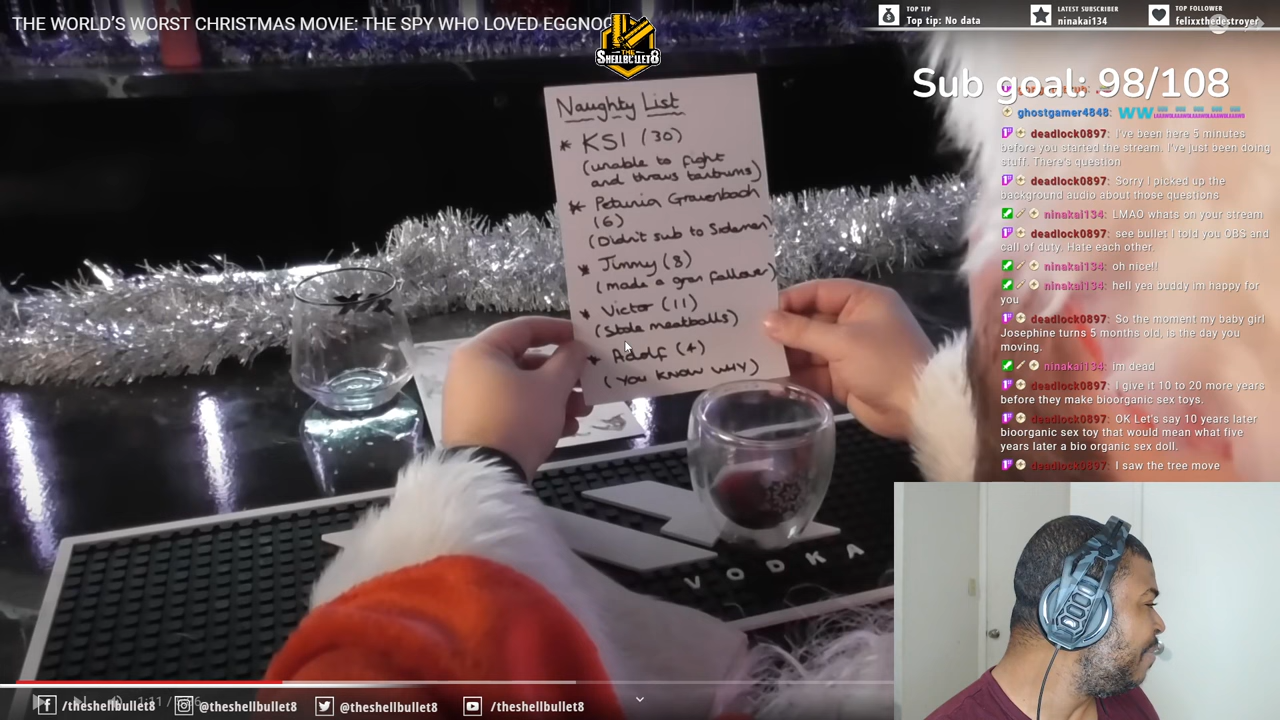 THE WORLD'S WORST CHRISTMAS MOVIE: THE SPY WHO LOVED EGGNOG
THE
SHELLBULLET8
TOP TIP
Top tip: No data
LATEST SUBSCRIBER
ninakai134
TOP FOLLOWER
felixxthedestroyer
Sub goal: 98/108
Naughty List
* KSI (30)
(unable to fight
and throws tantrums)
* Petunia Gravenbach
(6)
(Didn't sub to Sidemen)
* Jimmy (8)
(made a gran fall over)
* Victor (11)
(Stole meatballs)
* Adolf (4)
(YOU KNOW WHY)
VODKA
ghostgamer4848: WW
deadlock0897: I've been here 5 minutes
before you started the stream. I've just been doing
stuff. There's question
deadlock0897: Sorry I picked up the
background audio about those questions
ninakai134: LMAO whats on your stream
deadlock0897: see bullet I told you OBS and
call of duty. Hate each other.
ninakai134: oh nice!!
ninakai134: hell yea buddy im happy for
you
deadlock0897: So the moment my baby girl
Josephine turns 5 months old, is the day you
moving.
ninakai134: im dead
deadlock0897: I give it 10 to 20 more years
before they make bioorganic sex toys.
deadlock0897: OK Let's say 10 years later
bioorganic sex toy that would mean what five
years later a bio organic sex doll.
deadlock0897: I saw the tree move
1:11 /
/theshellbullet8
@theshellbullet8
@theshellbullet8
/theshellbullet8